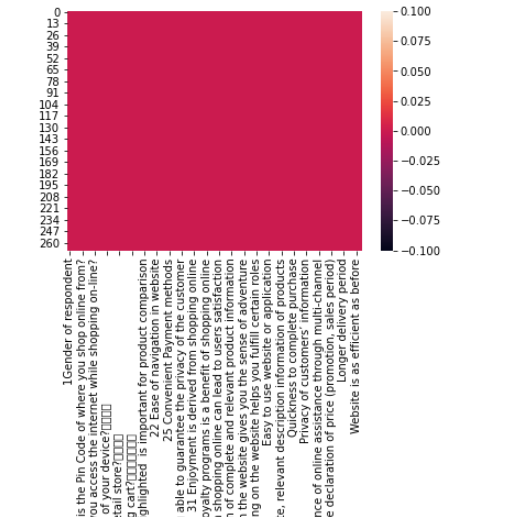 0
13
26
39
52
65
78
91
104
117
130
143
156
169
182
195
208
221
234
247
260
0.100
0.075
0.050
0.025
0.000
−0.025
−0.050
−0.075
−0.100
1Gender of respondent
is the Pin Code of where you shop online from?
you access the internet while shopping on-line?
of your device?□□□□
etail store?□□□□
g cart?□□□□□□□
ghlighted is important for product comparison
22 Ease of navigation in website
25 Convenient Payment methods
able to guarantee the privacy of the customer
31 Enjoyment is derived from shopping online
oyalty programs is a benefit of shopping online
shopping online can lead to users satisfaction
of complete and relevant product information
the website gives you the sense of adventure
ng on the website helps you fulfill certain roles
Easy to use website or application
, relevant description information of products
Quickness to complete purchase
Privacy of customers' information
nce of online assistance through multi-channel
e declaration of price (promotion, sales period)
Longer delivery period
Website is as efficient as before